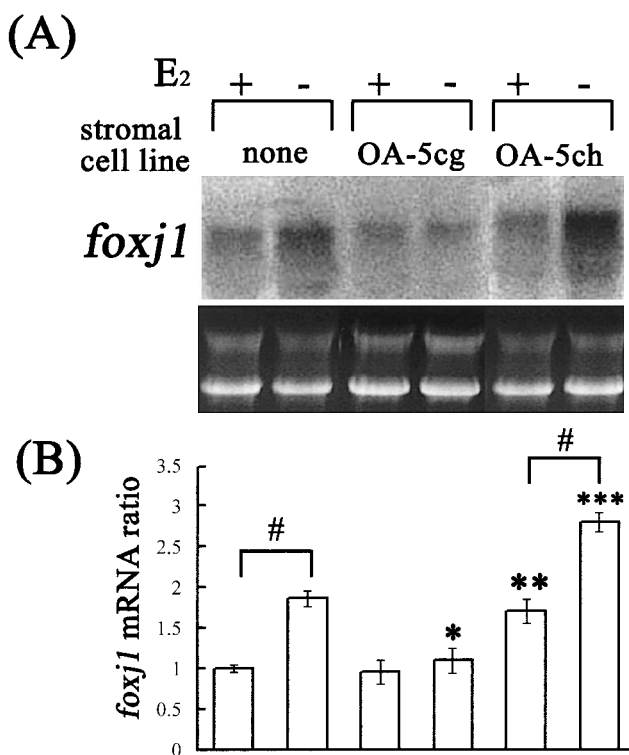 (A)
E2 + - + - + -
stromal cell line none OA-5cg OA-5ch
foxj1
(B)
foxj1 mRNA ratio
3.5
3
2.5
2
1.5
1
0.5
0
#
*
**
#
***